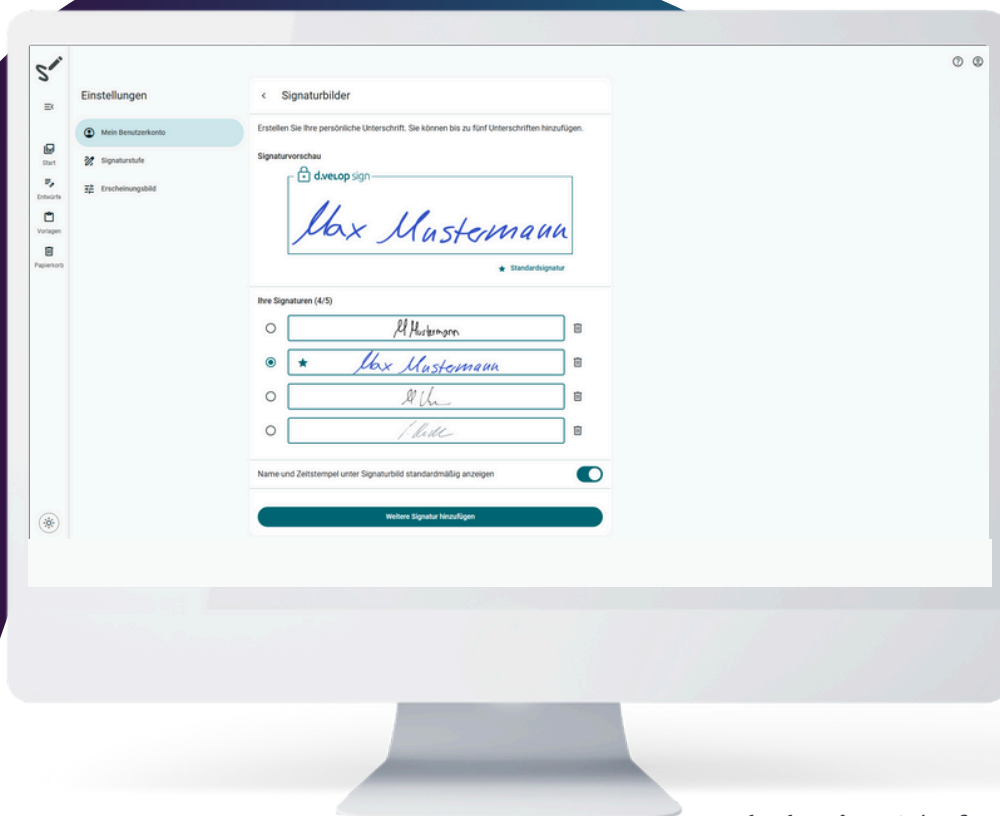 Einstellungen
Mein Benutzerkonto
Signaturstufe
Erscheinungsbild
Start
Entwürfe
Vorlagen
Papierkorb
Signaturbilder
Erstellen Sie Ihre persönliche Unterschrift. Sie können bis zu fünf Unterschriften hinzufügen.
Signaturvorschau
d.velop sign
Max Mustermann
Standardsignatur
Ihre Signaturen (4/5)
M Mustermann
Max Mustermann
Name und Zeitstempel unter Signaturbild standardmäßig anzeigen
Weitere Signatur hinzufügen